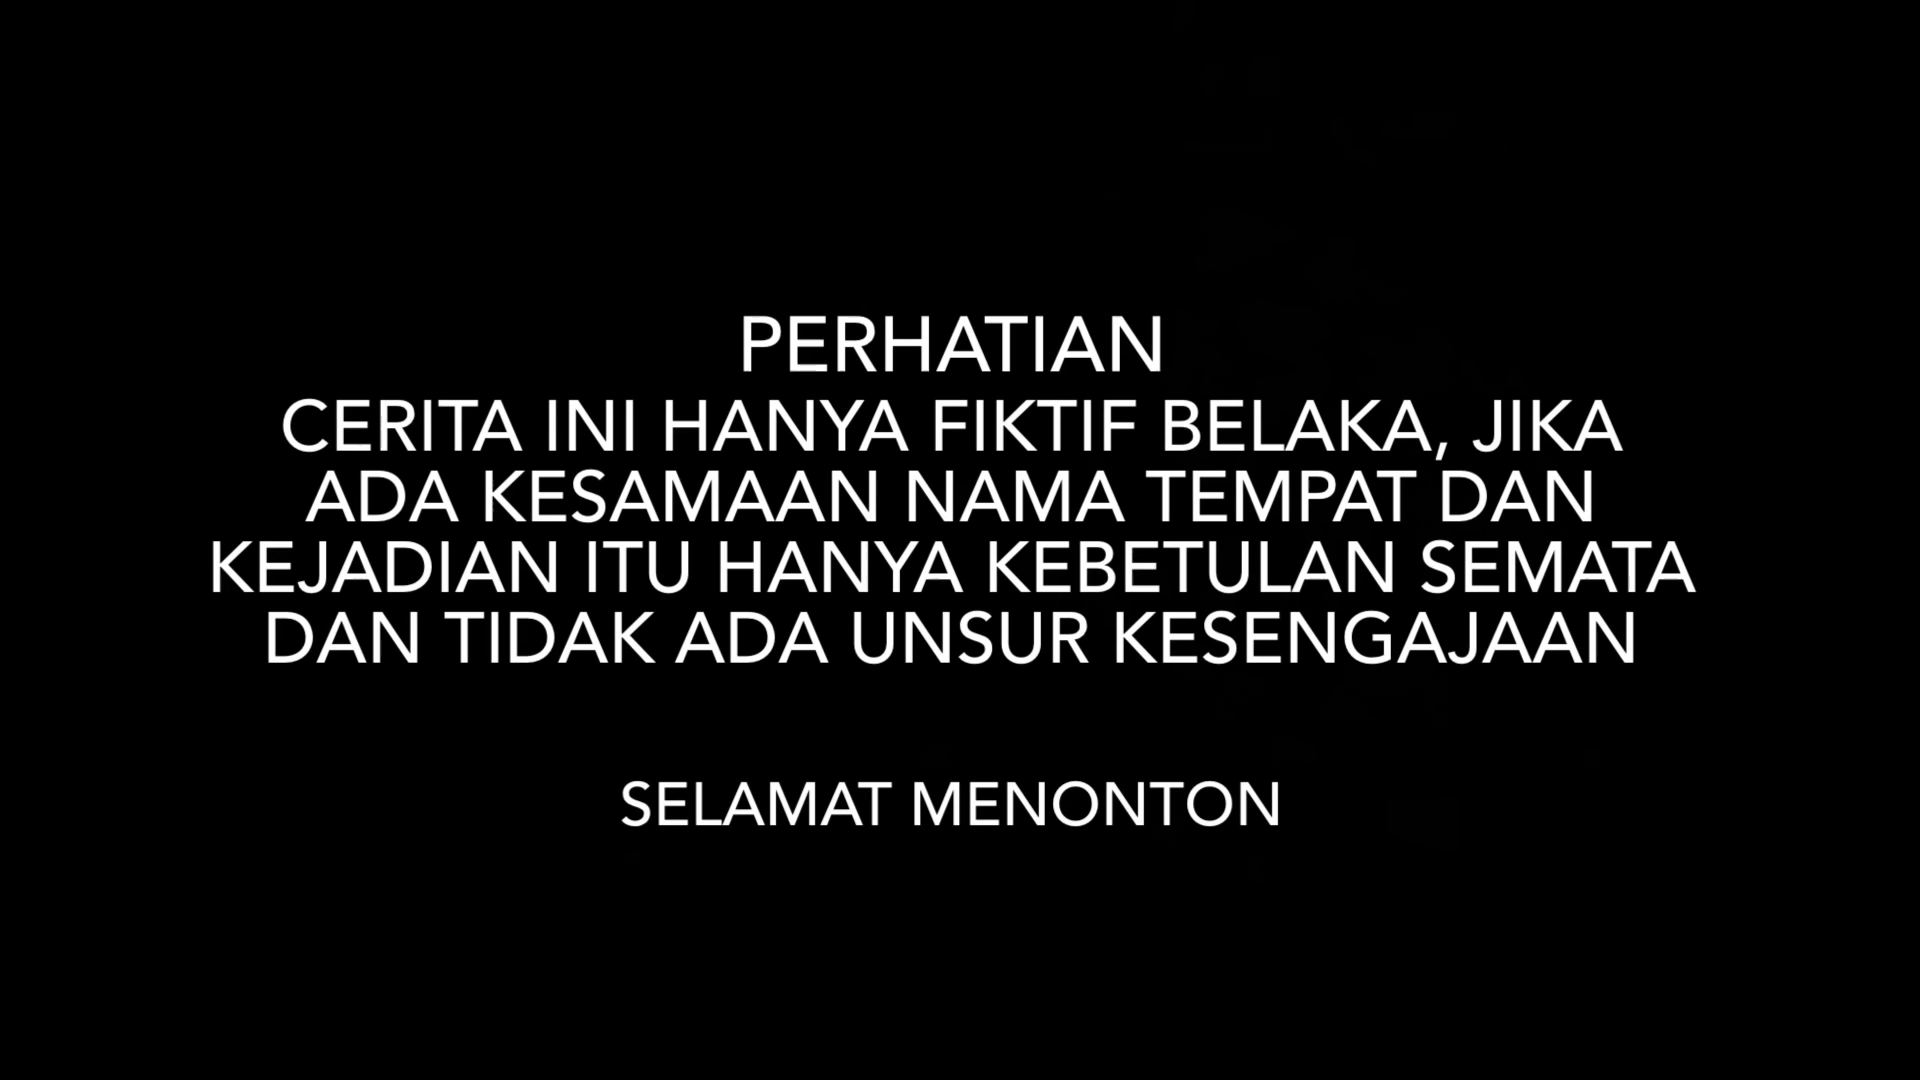 PERHATIAN
CERITA INI HANYA FIKTIF BELAKA, JIKA
ADA KESAMAAN NAMA TEMPAT DAN
KEJADIAN ITU HANYA KEBETULAN SEMATA
DAN TIDAK ADA UNSUR KESENGAJAAN
SELAMAT MENONTON